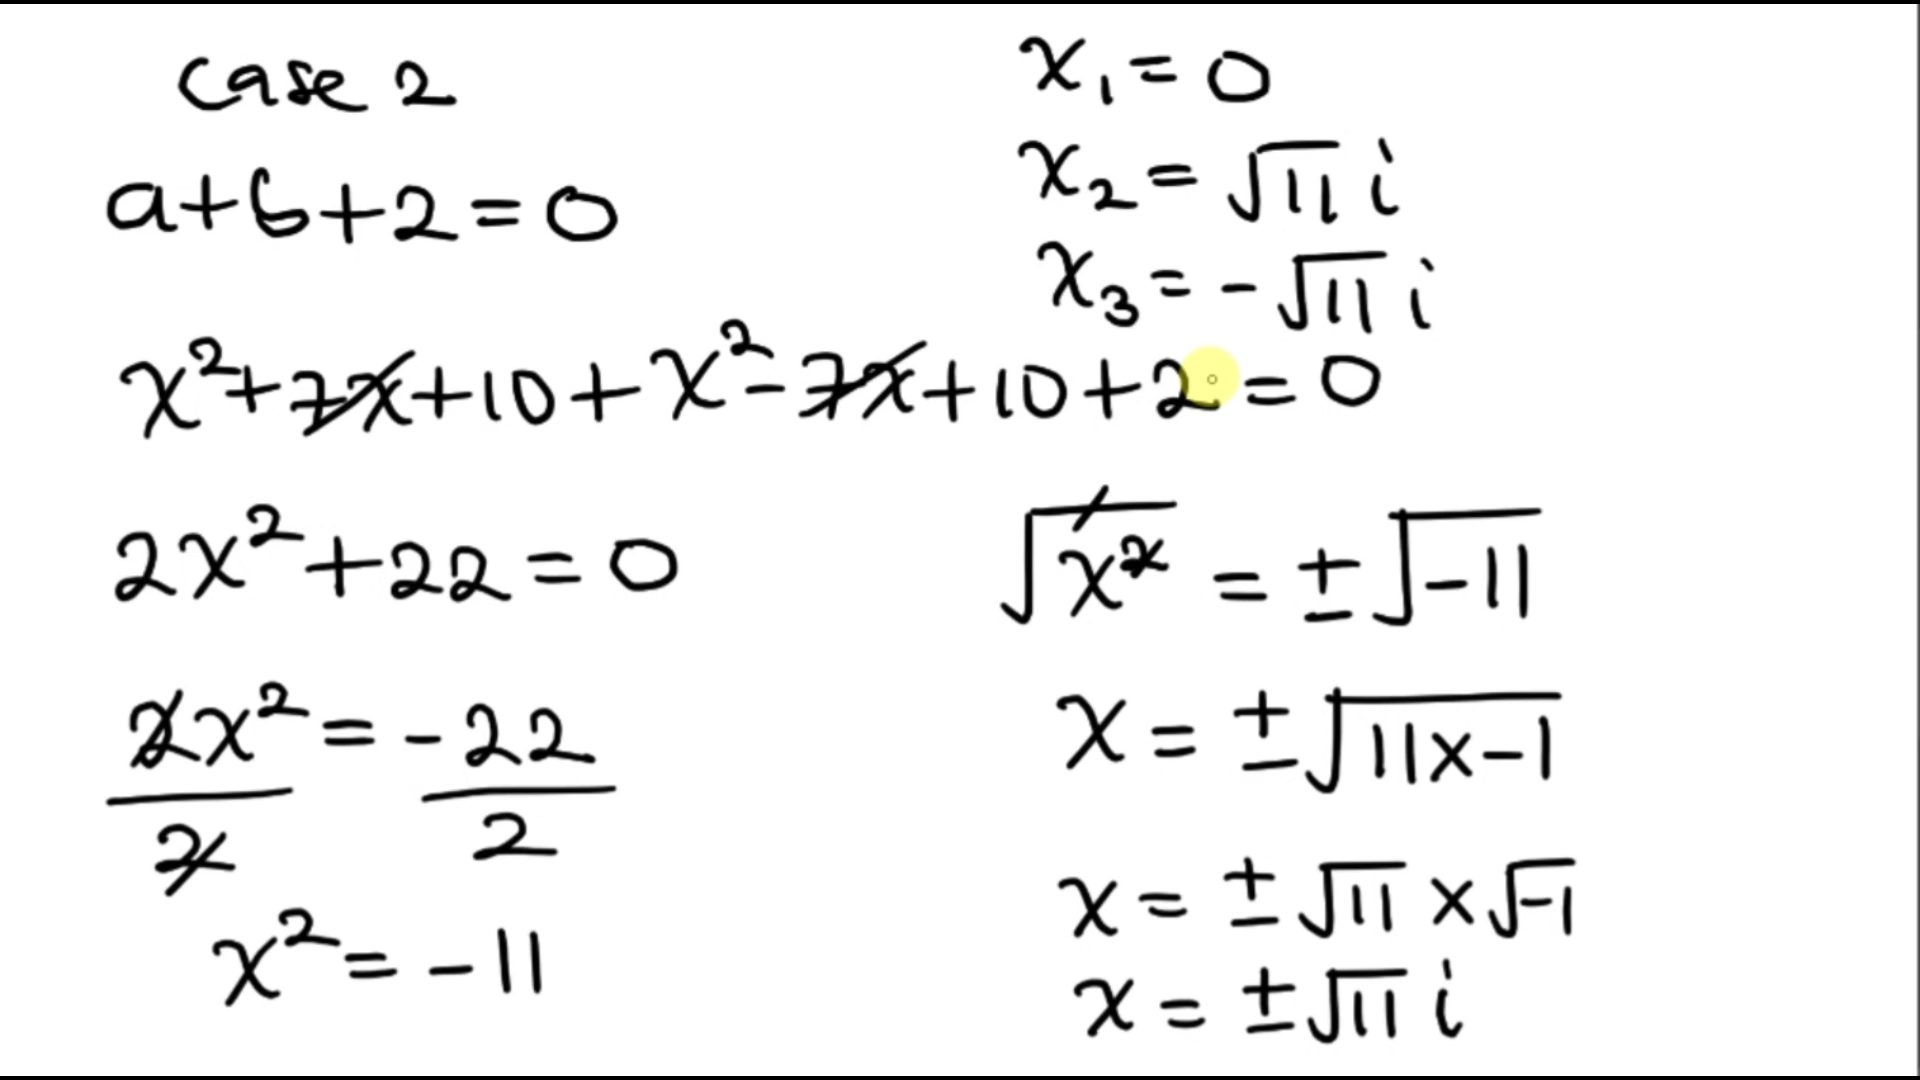 case 2
a+b+2=0
x₁=0
x₂=√11 i
x₃=-√11 i
x²+7x+10+x²-7x+10+2=0
2x²+22=0
2x²/2=-22/2
x²=-11
√x²=±√-11
x=±√11x-1
x=±√11 x√-1
x=±√11 i